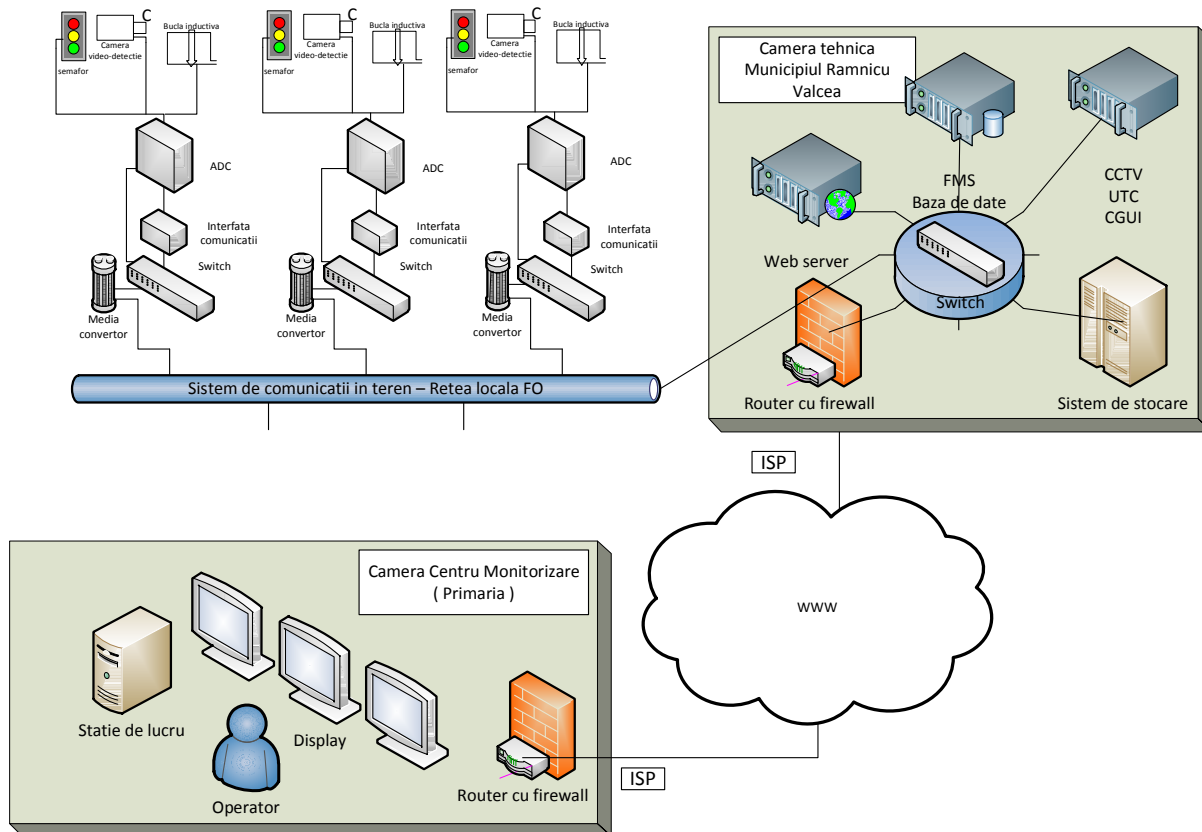 C
C
C
Bucla inductiva
Bucla inductiva
Bucla inductiva
Camera
video-detectie
Camera
video-detectie
Camera
video-detectie
semafor
semafor
semafor
ADC
ADC
ADC
Interfata
comunicatii
Interfata
comunicatii
Interfata
comunicatii
Switch
Switch
Switch
Media
convertor
Media
convertor
Media
convertor
Sistem de comunicatii in teren – Retea locala FO
Camera tehnica
Municipiul Ramnicu
Valcea
FMS
Baza de date
CCTV
UTC
CGUI
Web server
Switch
Router cu firewall
Sistem de stocare
ISP
www
Camera Centru Monitorizare
( Primaria )
Statie de lucru
Display
Operator
Router cu firewall
ISP